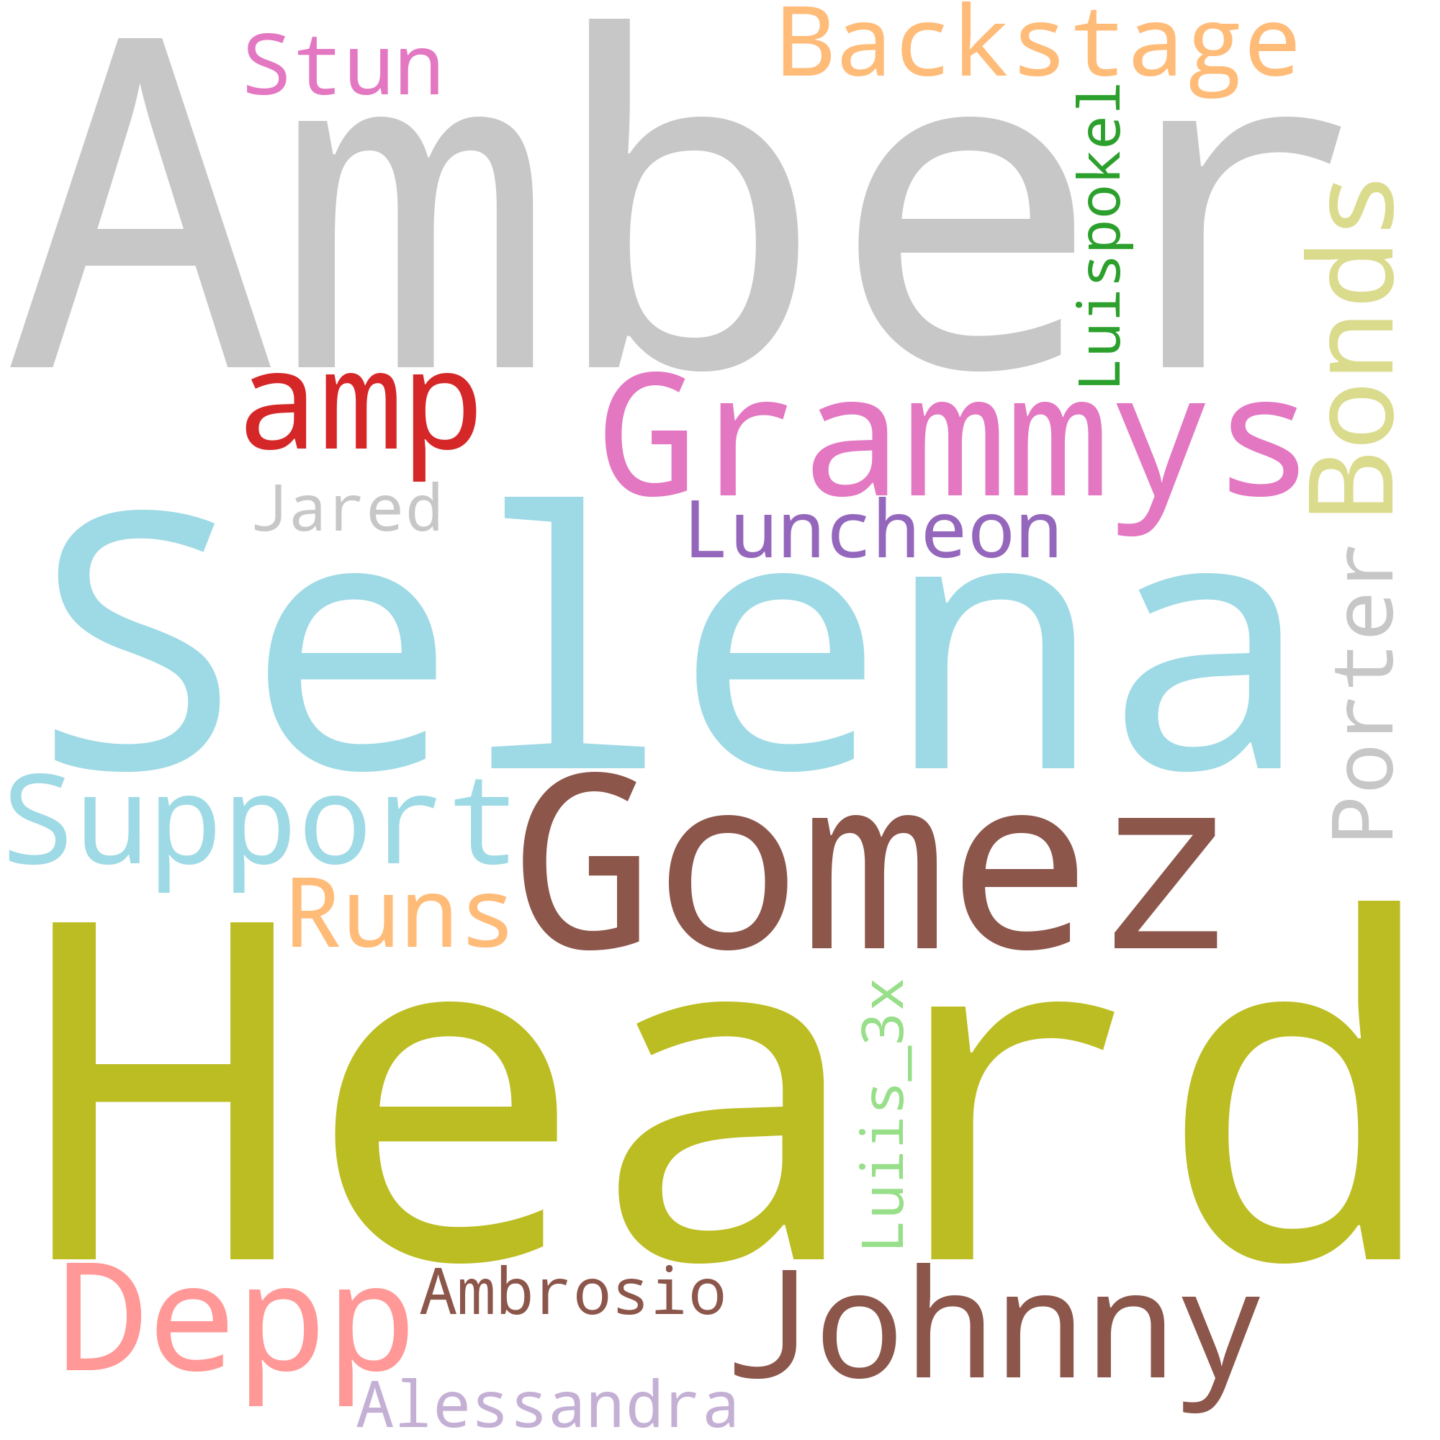 Stun
Backstage
Amber
Luispokel
Bonds
amp
Grammys
Jared
Luncheon
Selena
Porter
Support
Gomez
Runs
Heard
Luiis_3x
Depp
Ambrosio
Johnny
Alessandra